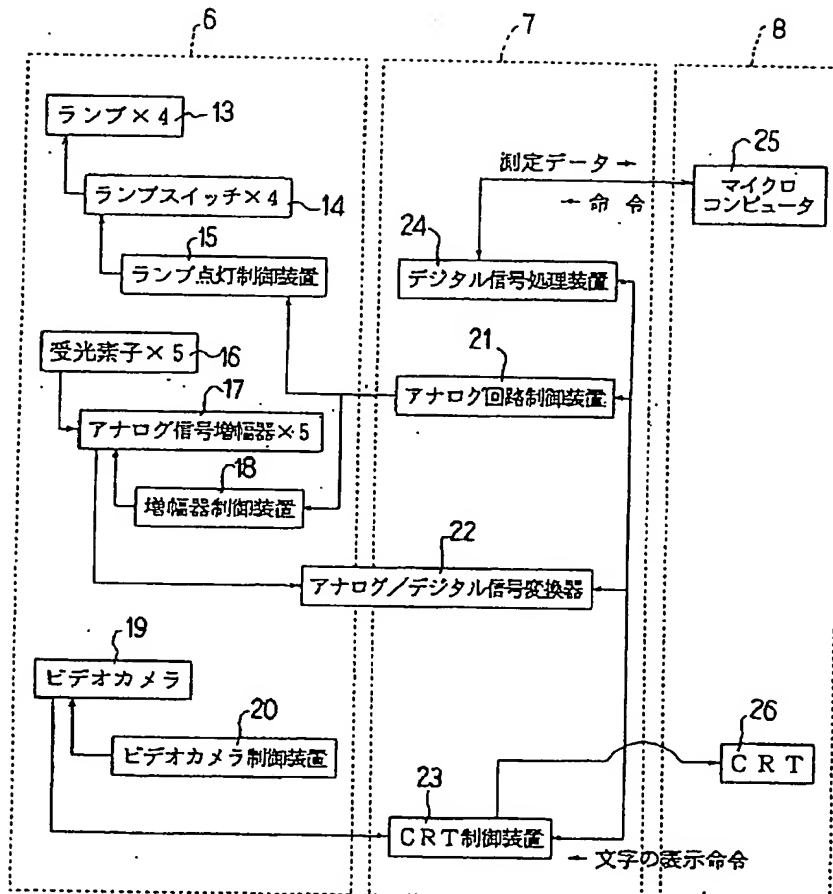 6
7
8
ランプ×4
13
ランプスイッチ×4
14
15
ランプ点灯制御装置
受光素子×5
16
17
アナログ信号増幅器×5
18
増幅器制御装置
19
ビデオカメラ
20
ビデオカメラ制御装置
測定データ→
←命令
24
デジタル信号処理装置
21
アナログ回路制御装置
22
アナログ／デジタル信号変換器
23
CRT制御装置
←文字の表示命令
25
マイクロ
コンピュータ
26
CRT